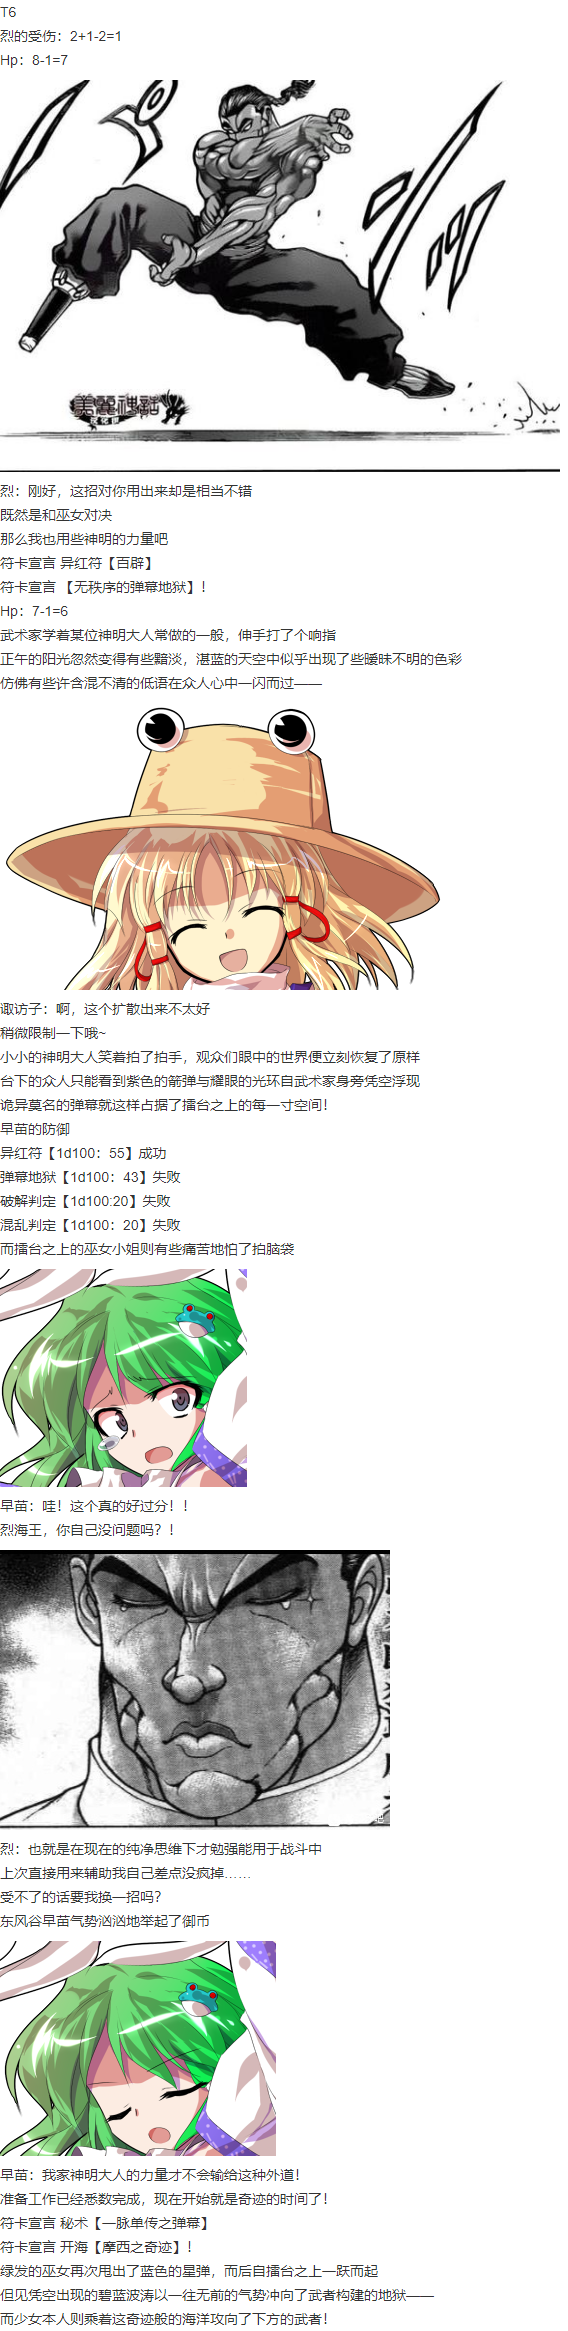 T6
烈的受伤：2+1-2=1
Hp：8-1=7
美麗神話
烈：刚好，这招对你用出来却是相当不错
既然是和巫女对决
那么我也用些神明的力量吧
符卡宣言 异红符【百辟】
符卡宣言 【无秩序的弹幕地狱】！
Hp：7-1=6
武术家学着某位神明大人常做的一般，伸手打了个响指
正午的阳光忽然变得有些黯淡，湛蓝的天空中似乎出现了些暧昧不明的色彩
仿佛有些许含混不清的低语在众人心中一闪而过——
诹访子：啊，这个扩散出来不太好
稍微限制一下哦~
小小的神明大人笑着拍了拍手，观众们眼中的世界便立刻恢复了原样
台下的众人只能看到紫色的箭弹与耀眼的光环自武术家身旁凭空浮现
诡异莫名的弹幕就这样占据了擂台之上的每一寸空间！
早苗的防御
异红符【1d100：55】成功
弹幕地狱【1d100：43】失败
破解判定【1d100:20】失败
混乱判定【1d100：20】失败
而擂台之上的巫女小姐则有些痛苦地怕了拍脑袋
早苗：哇！这个真的好过分！！
烈海王，你自己没问题吗？！
烈：也就是在现在的纯净思维下才勉强能用于战斗中
上次直接用来辅助我自己差点没疯掉……
受不了的话要我换一招吗？
东风谷早苗气势汹汹地举起了御币
早苗：我家神明大人的力量才不会输给这种外道！
准备工作已经悉数完成，现在开始就是奇迹的时间了！
符卡宣言 秘术【一脉单传之弹幕】
符卡宣言 开海【摩西之奇迹】！
绿发的巫女再次甩出了蓝色的星弹，而后自擂台之上一跃而起
但见凭空出现的碧蓝波涛以一往无前的气势冲向了武者构建的地狱——
而少女本人则乘着这奇迹般的海洋攻向了下方的武者！